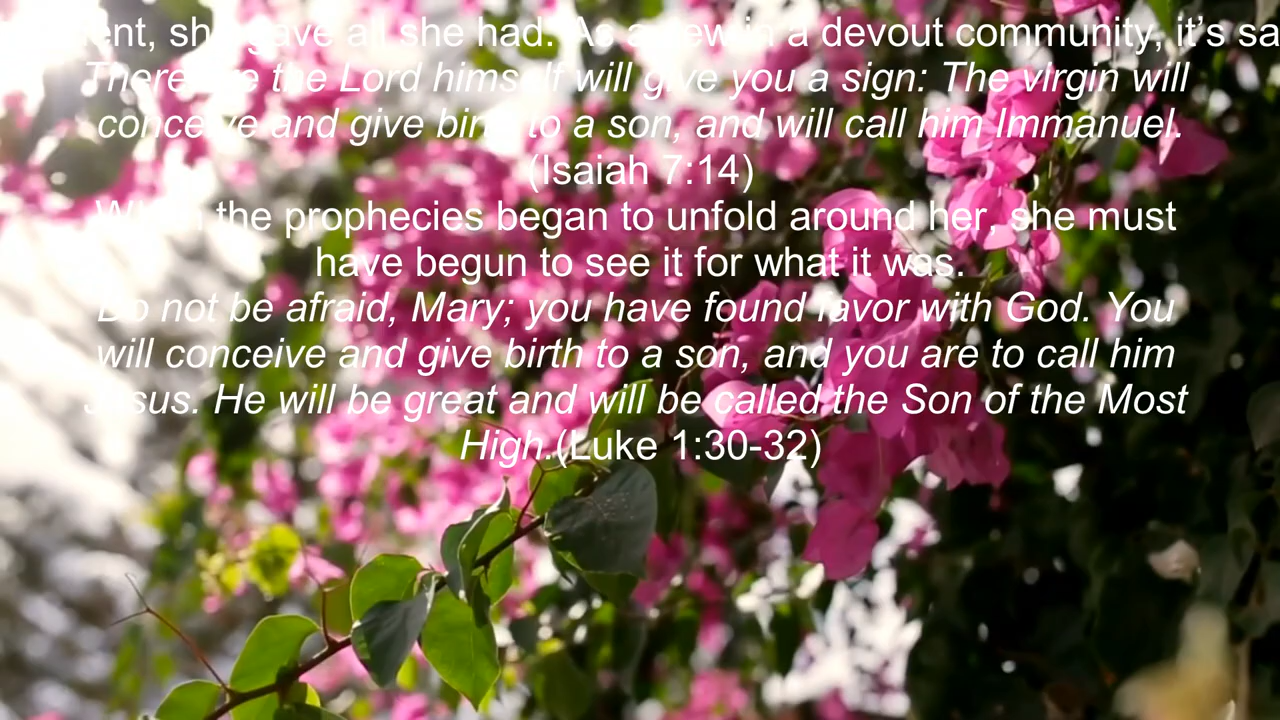 ent, she gave all she had. As a Jew in a devout community, it's sa
Therefore the Lord himself will give you a sign: The virgin will
conceive and give birth to a son, and will call him Immanuel.
(Isaiah 7:14)
When the prophecies began to unfold around her, she must
have begun to see it for what it was.
Do not be afraid, Mary; you have found favor with God. You
will conceive and give birth to a son, and you are to call him
Jesus. He will be great and will be called the Son of the Most
High.(Luke 1:30-32)